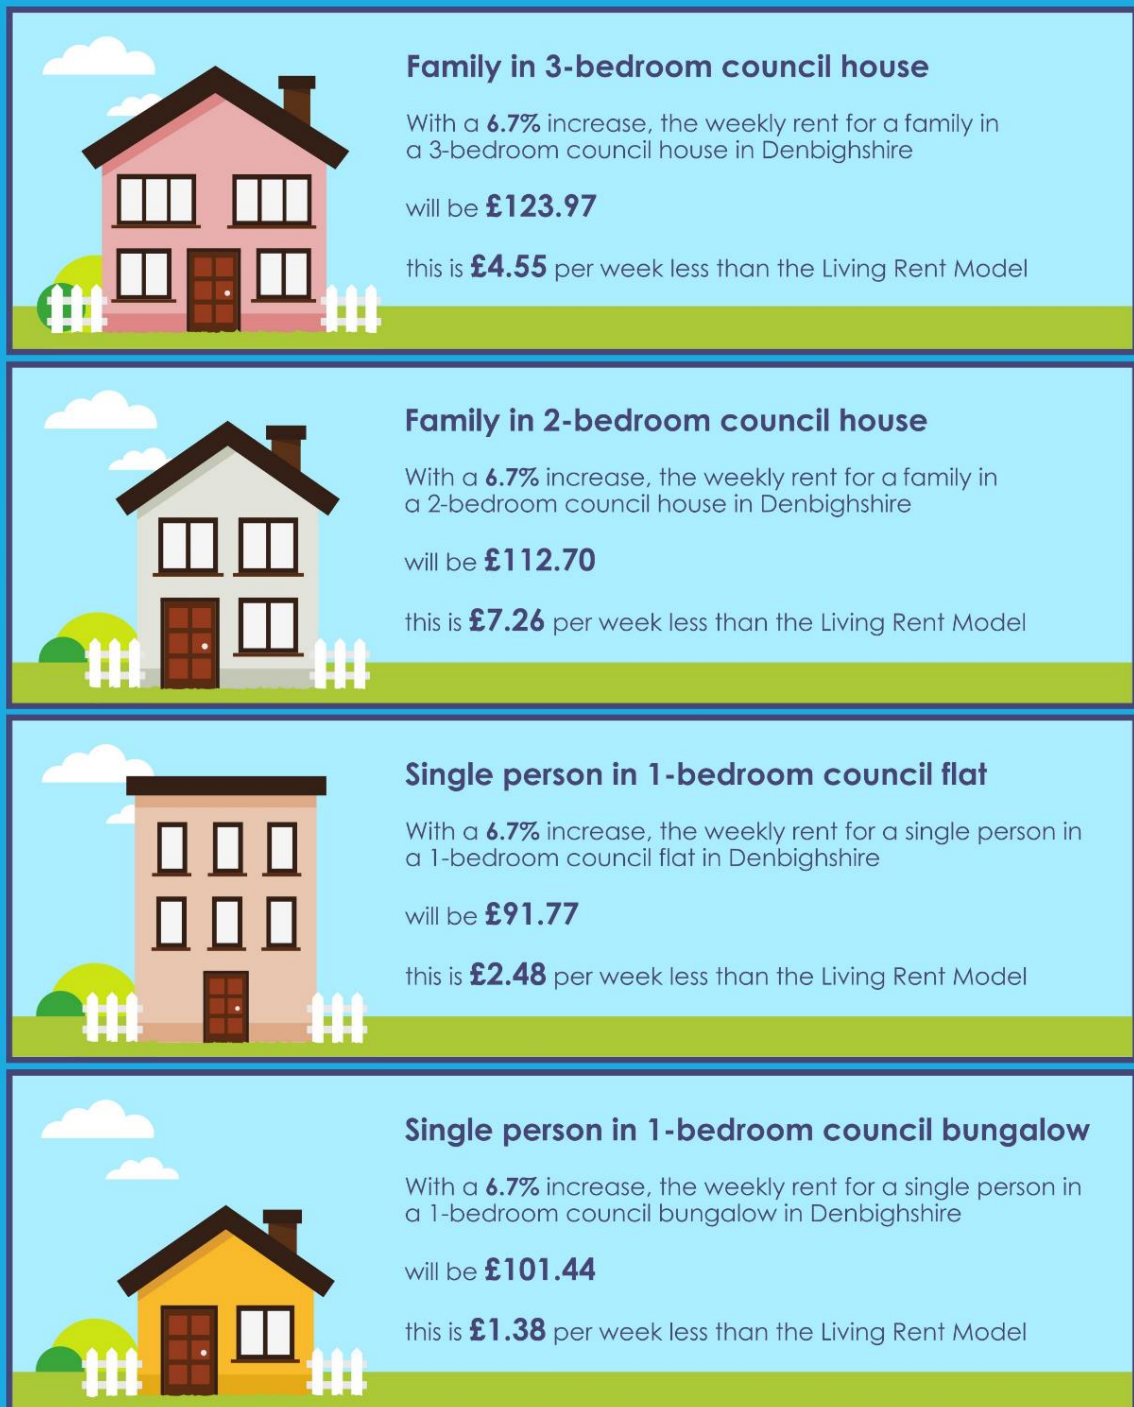 Family in 3-bedroom council house
With a 6.7% increase, the weekly rent for a family in
a 3-bedroom council house in Denbighshire
will be £123.97
this is £4.55 per week less than the Living Rent Model
Family in 2-bedroom council house
With a 6.7% increase, the weekly rent for a family in
a 2-bedroom council house in Denbighshire
will be £112.70
this is £7.26 per week less than the Living Rent Model
Single person in 1-bedroom council flat
With a 6.7% increase, the weekly rent for a single person in
a 1-bedroom council flat in Denbighshire
will be £91.77
this is £2.48 per week less than the Living Rent Model
Single person in 1-bedroom council bungalow
With a 6.7% increase, the weekly rent for a single person in
a 1-bedroom council bungalow in Denbighshire
will be £101.44
this is £1.38 per week less than the Living Rent Model